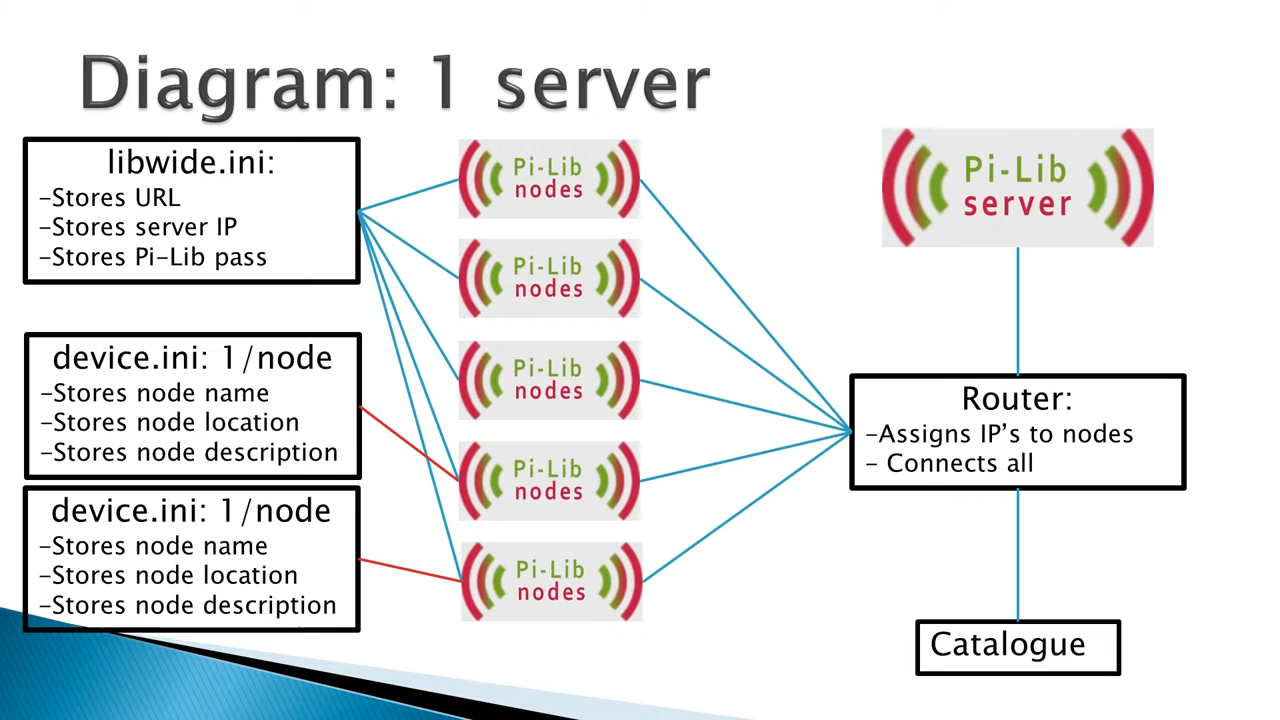 Diagram: 1 server
libwide.ini:
-Stores URL
-Stores server IP
-Stores Pi-Lib pass
device.ini: 1/node
-Stores node name
-Stores node location
-Stores node description
device.ini: 1/node
-Stores node name
-Stores node location
-Stores node description
Pi-Lib
nodes
Pi-Lib
nodes
Pi-Lib
nodes
Pi-Lib
nodes
Pi-Lib
nodes
Pi-Lib
server
Router:
-Assigns IP’s to nodes
- Connects all
Catalogue